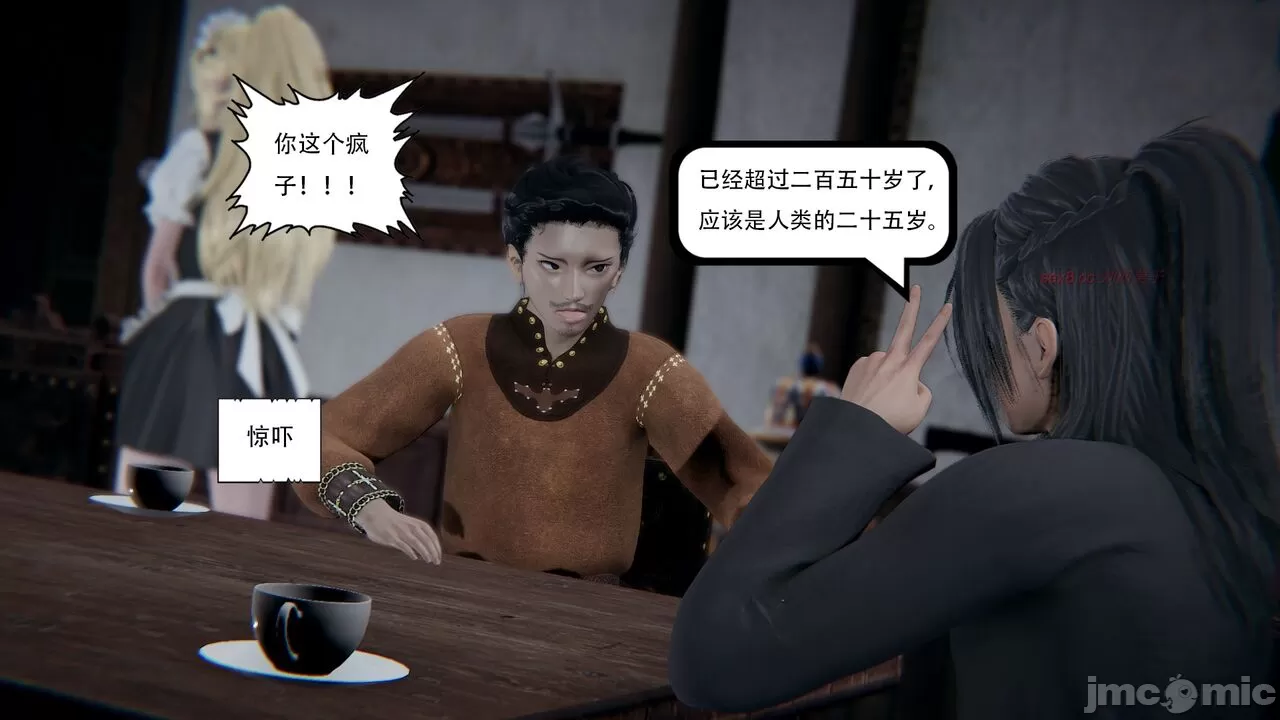 你这个疯
子！！！
已经超过二百五十岁了，
应该是人类的二十五岁。
惊吓
jmcomic